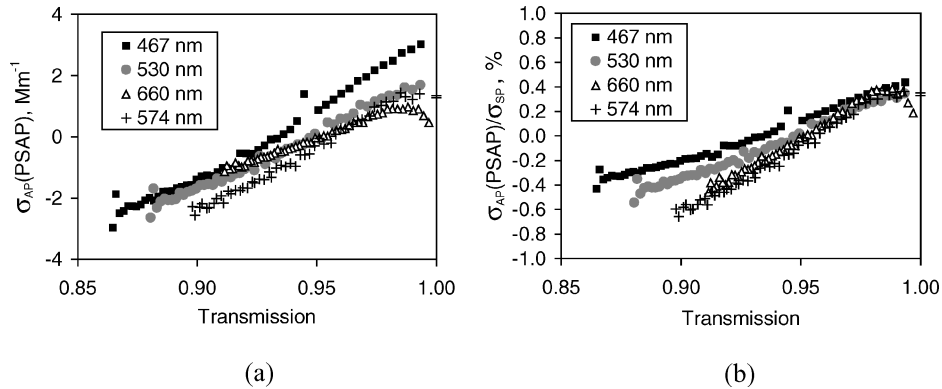 σAP(PSAP), Mm-1
4
2
0
-2
-4
467 nm
530 nm
660 nm
574 nm
0.85 0.90 0.95 1.00
Transmission
(a)
σAP(PSAP)/σSP, %
1.0
0.8
0.6
0.4
0.2
0.0
-0.2
-0.4
-0.6
-0.8
-1.0
467 nm
530 nm
660 nm
574 nm
0.85 0.90 0.95 1.00
Transmission
(b)